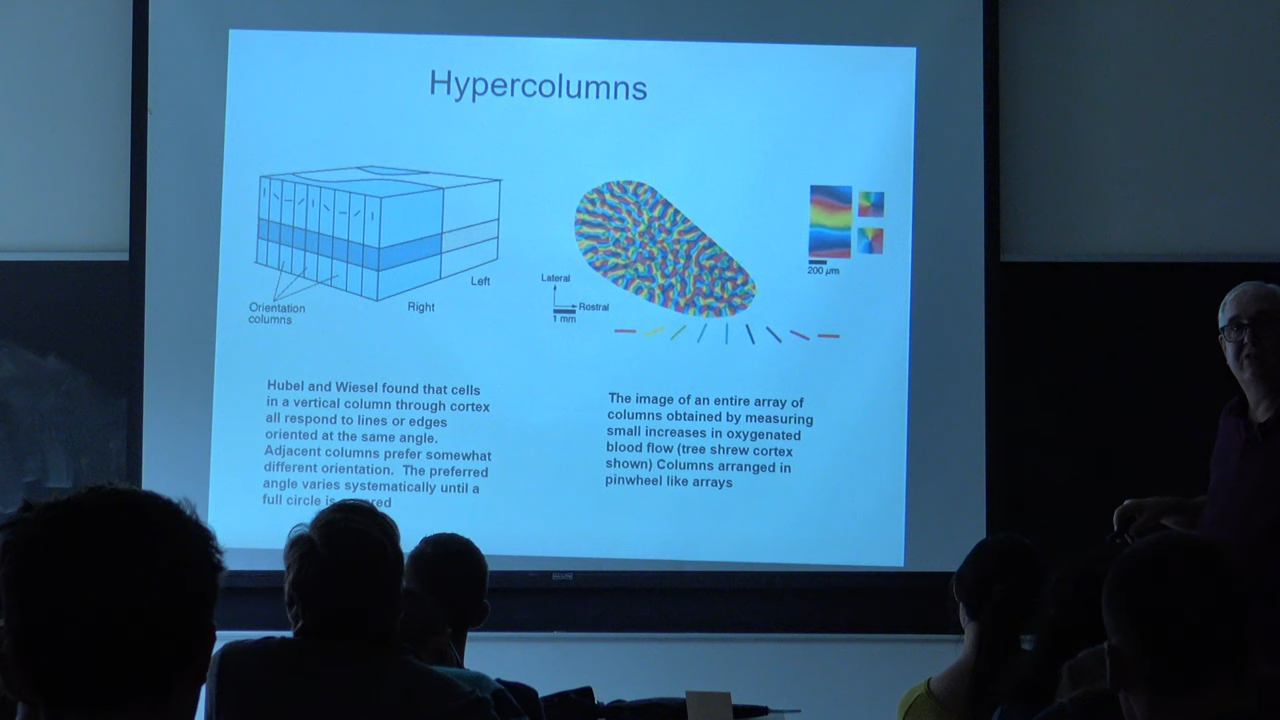 Hypercolumns
Left
Right
Orientation
columns
Hubel and Wiesel found that cells
in a vertical column through cortex
all respond to lines or edges
oriented at the same angle.
Adjacent columns prefer somewhat
different orientation. The preferred
angle varies systematically until a
full circle is
Lateral
Rostral
1 mm
200 µm
The image of an entire array of
columns obtained by measuring
small increases in oxygenated
blood flow (tree shrew cortex
shown) Columns arranged in
pinwheel like arrays